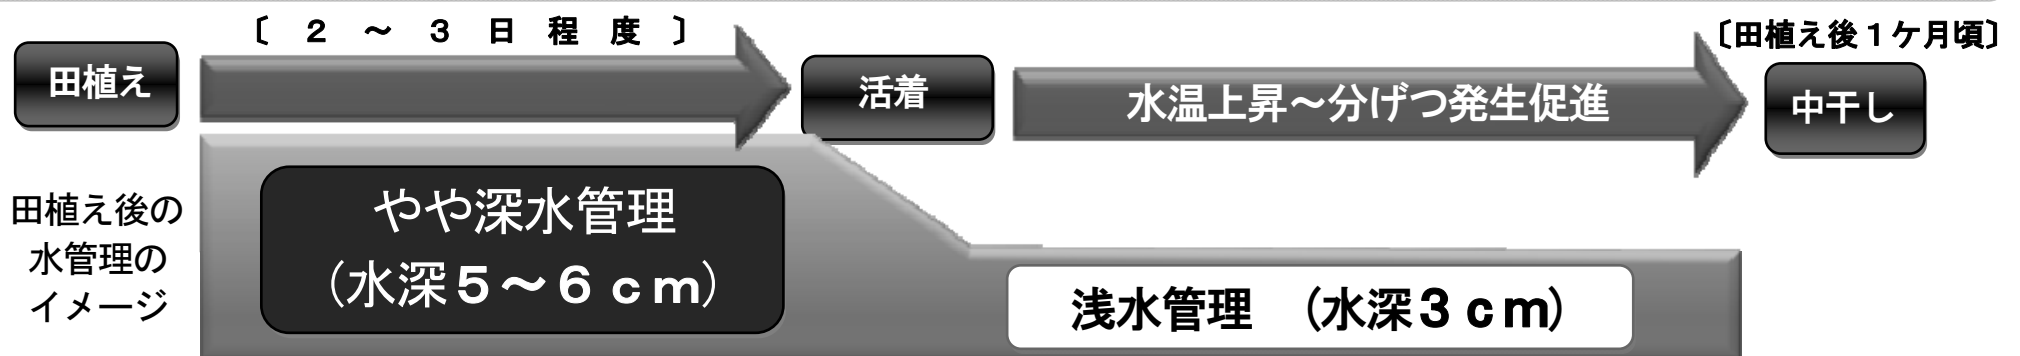 〔２～３日程度〕
〔田植え後１ケ月頃〕
田植え
活着
水温上昇～分げつ発生促進
中干し
田植え後の
水管理の
イメージ
やや深水管理
（水深５～６ｃｍ）
浅水管理　（水深３ｃｍ）